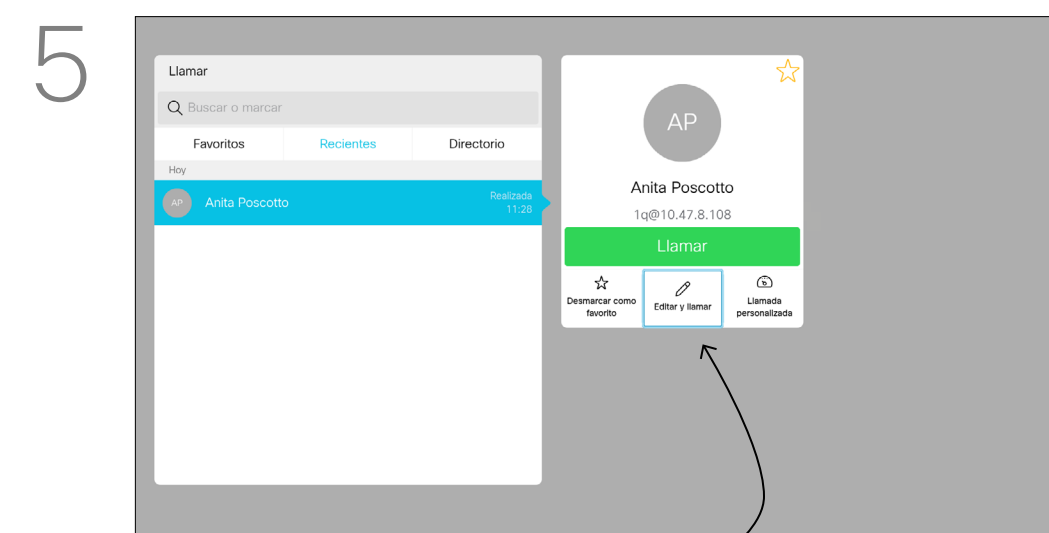 5
Llamar
Buscar o marcar
Favoritos Recientes Directorio
Hoy
AP Anita Poscotto Realizada
11:28
AP
Anita Poscotto
1q@10.47.8.108
Llamar
Desmarcar como
favorito
Editar y llamar
Llamada
personalizada